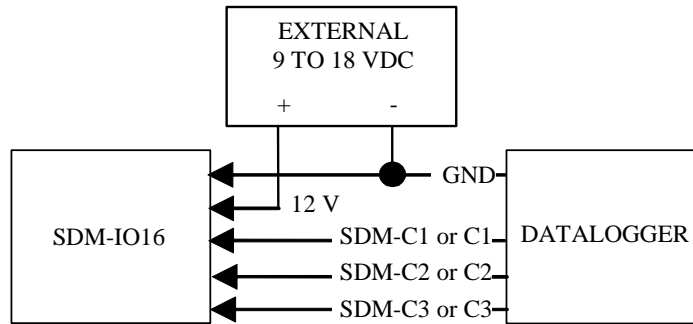 EXTERNAL
9 TO 18 VDC
+ -
GND
12 V
SDM-IO16
SDM-C1 or C1
DATALOGGER
SDM-C2 or C2
SDM-C3 or C3